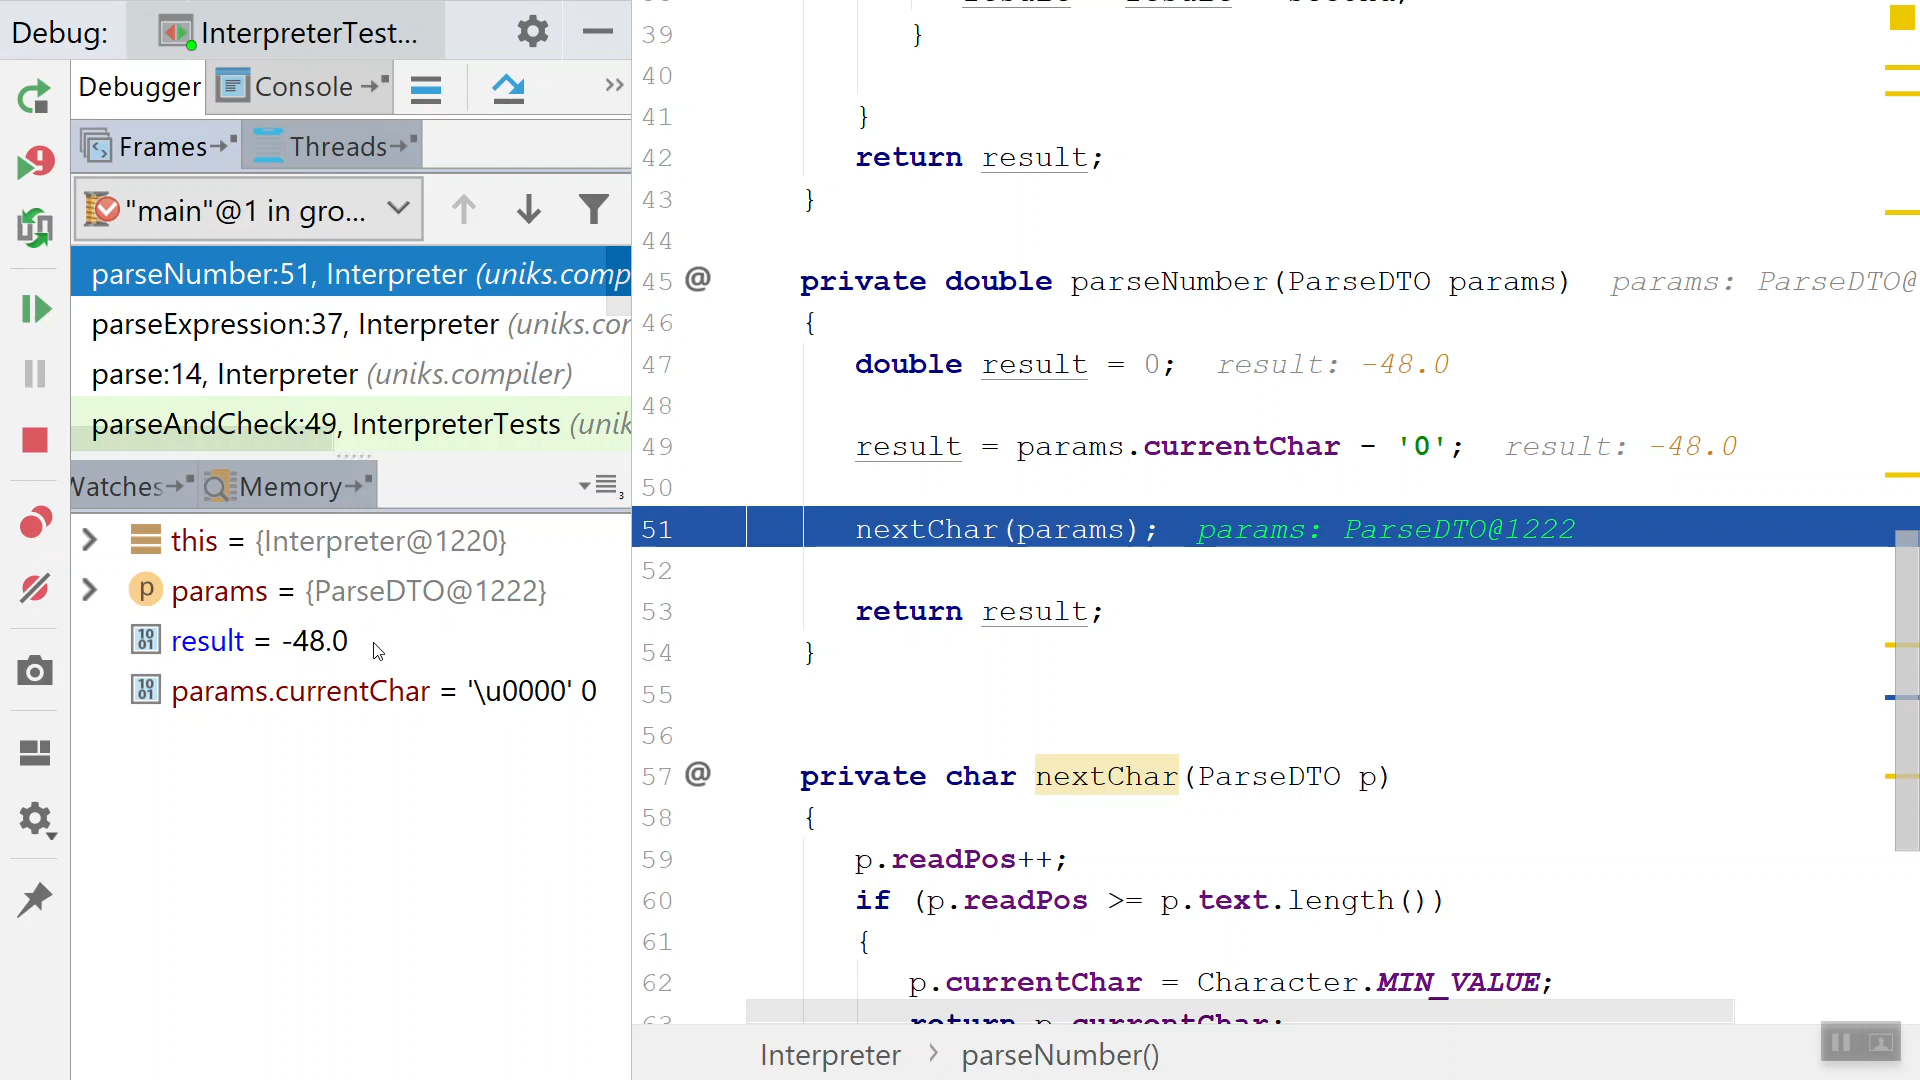 Debug: InterpreterTest...
Debugger Console
Frames Threads
"main"@1 in gro...
parseNumber:51, Interpreter (uniks.comp
parseExpression:37, Interpreter (uniks.cor
parse:14, Interpreter (uniks.compiler)
parseAndCheck:49, InterpreterTests (unik
Watches Memory
this = {Interpreter@1220}
params = {ParseDTO@1222}
result = -48.0
params.currentChar = '\u0000' 0
39 }
40
41 }
42 return result;
43 }
44
45 @ private double parseNumber(ParseDTO params) params: ParseDTO@
46 {
47 double result = 0; result: -48.0
48
49 result = params.currentChar - '0'; result: -48.0
50
51 nextChar(params); params: ParseDTO@1222
52
53 return result;
54 }
55
56
57 @ private char nextChar(ParseDTO p)
58 {
59 p.readPos++;
60 if (p.readPos >= p.text.length())
61 {
62 p.currentChar = Character.MIN_VALUE;
63 return p.currentChar;
Interpreter > parseNumber()